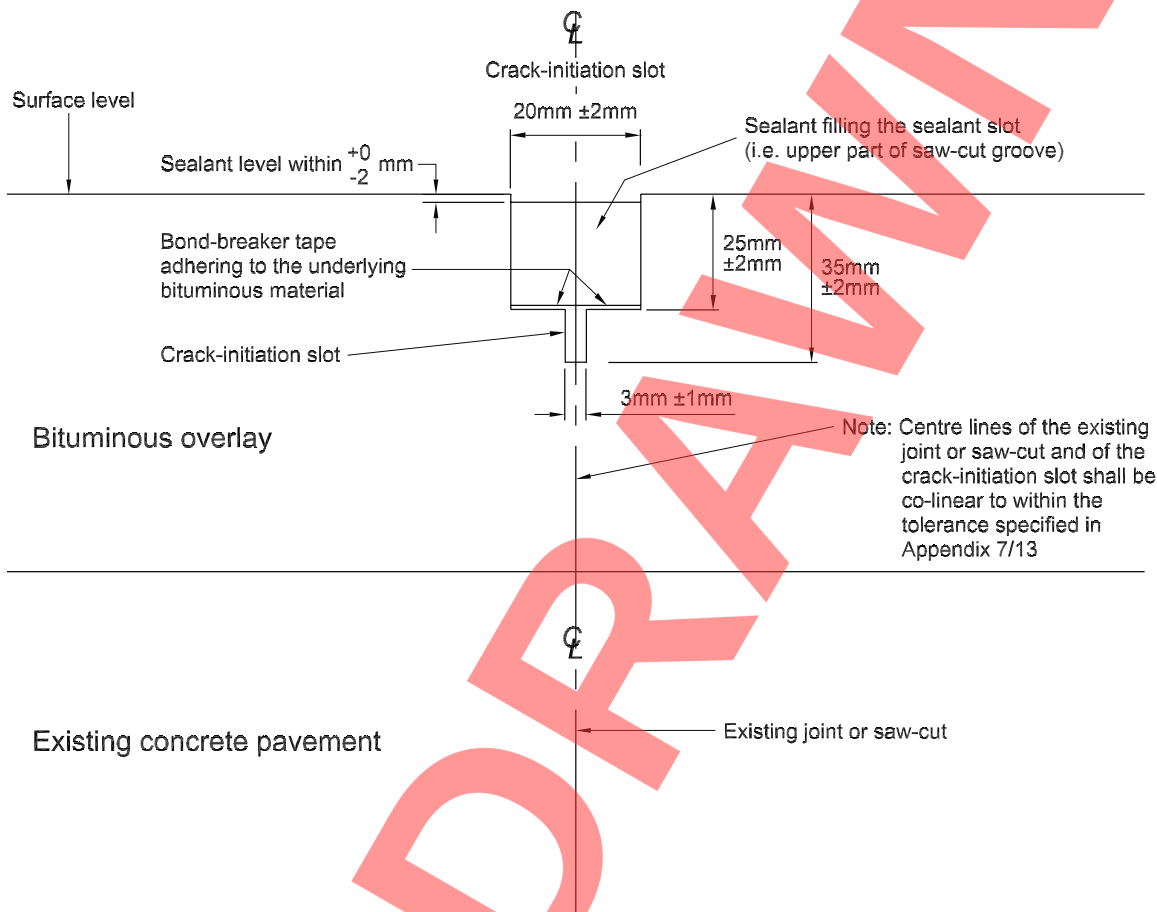 ℄
Crack-initiation slot
20mm ±2mm
Surface level
Sealant filling the sealant slot
(i.e. upper part of saw-cut groove)
Sealant level within +0 -2 mm
Bond-breaker tape
adhering to the underlying
bituminous material
25mm
±2mm
35mm
±2mm
Crack-initiation slot
3mm ±1mm
Bituminous overlay
Note: Centre lines of the existing
joint or saw-cut and of the
crack-initiation slot shall be
co-linear to within the
tolerance specified in
Appendix 7/13
℄
Existing concrete pavement
Existing joint or saw-cut
DRAWN